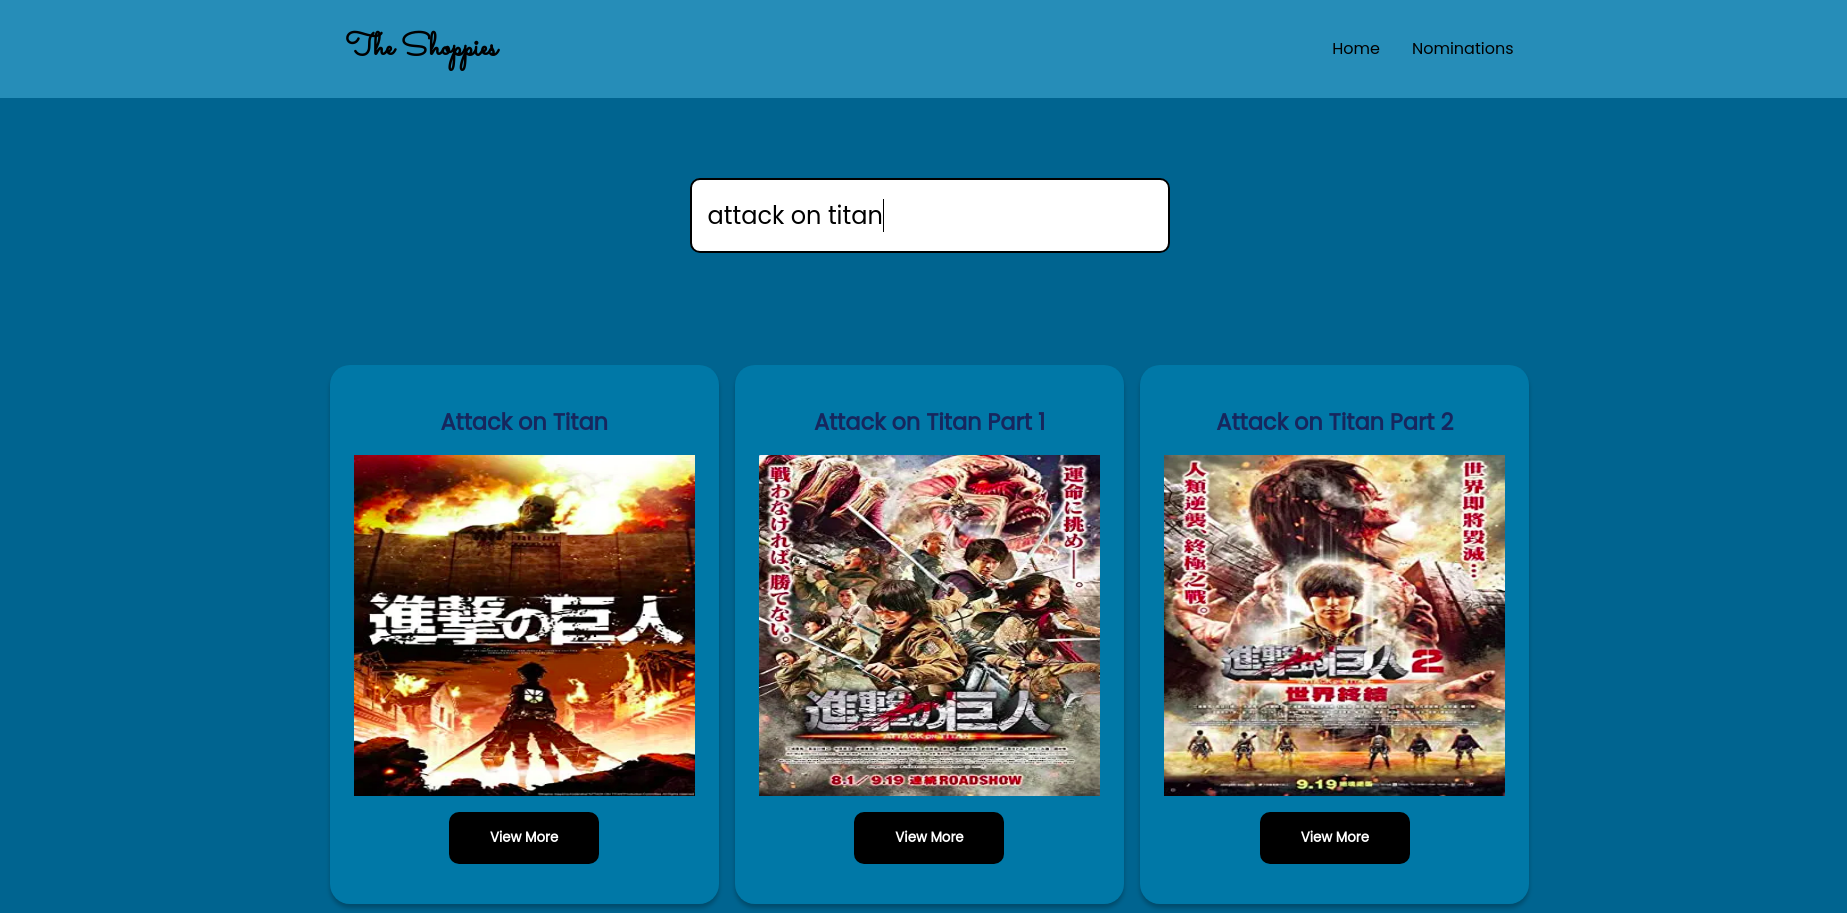 The Shoppies
Home
Nominations
attack on titan
Attack on Titan
Attack on Titan Part 1
Attack on Titan Part 2
進撃の巨人
戦わなければ、勝てない。
運命に挑め――。
進撃の巨人
ATTACK ON TITAN
8.1／9.19 連続ROADSHOW
人類逆襲、終極之戰。
世界即將毀滅…
進撃の巨人2
世界終結
9.19
View More
View More
View More